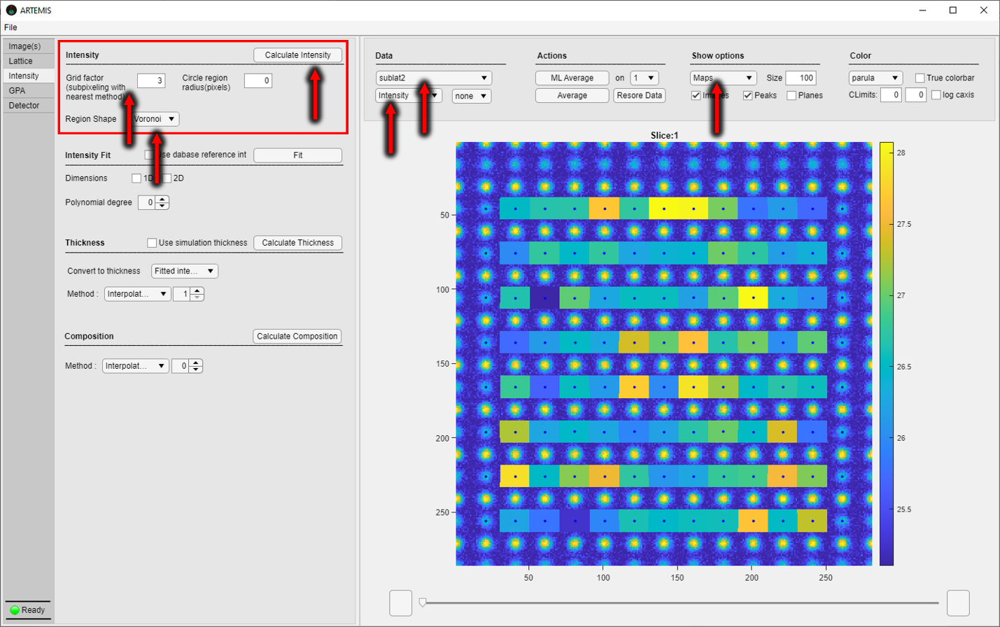 ARTEMIS
File
Image(s)
Lattice
Intensity
GPA
Detector
Ready
Intensity
Calculate Intensity
Grid factor
(subpixeling with
nearest method)
3
Circle region
radius(pixels)
0
Region Shape
Voronoi
Intensity Fit
dabase reference int
Fit
Dimensions
1D
2D
Polynomial degree
0
Thickness
Use simulation thickness
Calculate Thickness
Convert to thickness
Fitted inte...
Method :
Interpolat...
1
Composition
Calculate Composition
Method :
Interpolat...
0
Data
sublat2
Intensity
none
Actions
ML Average
on
1
Average
Resore Data
Show options
Maps
Size
100
Peaks
Planes
Color
parula
True colorbar
CLimits:
0
0
log caxis
Slice:1
50
100
150
200
250
50
100
150
200
250
28
27.5
27
26.5
26
25.5